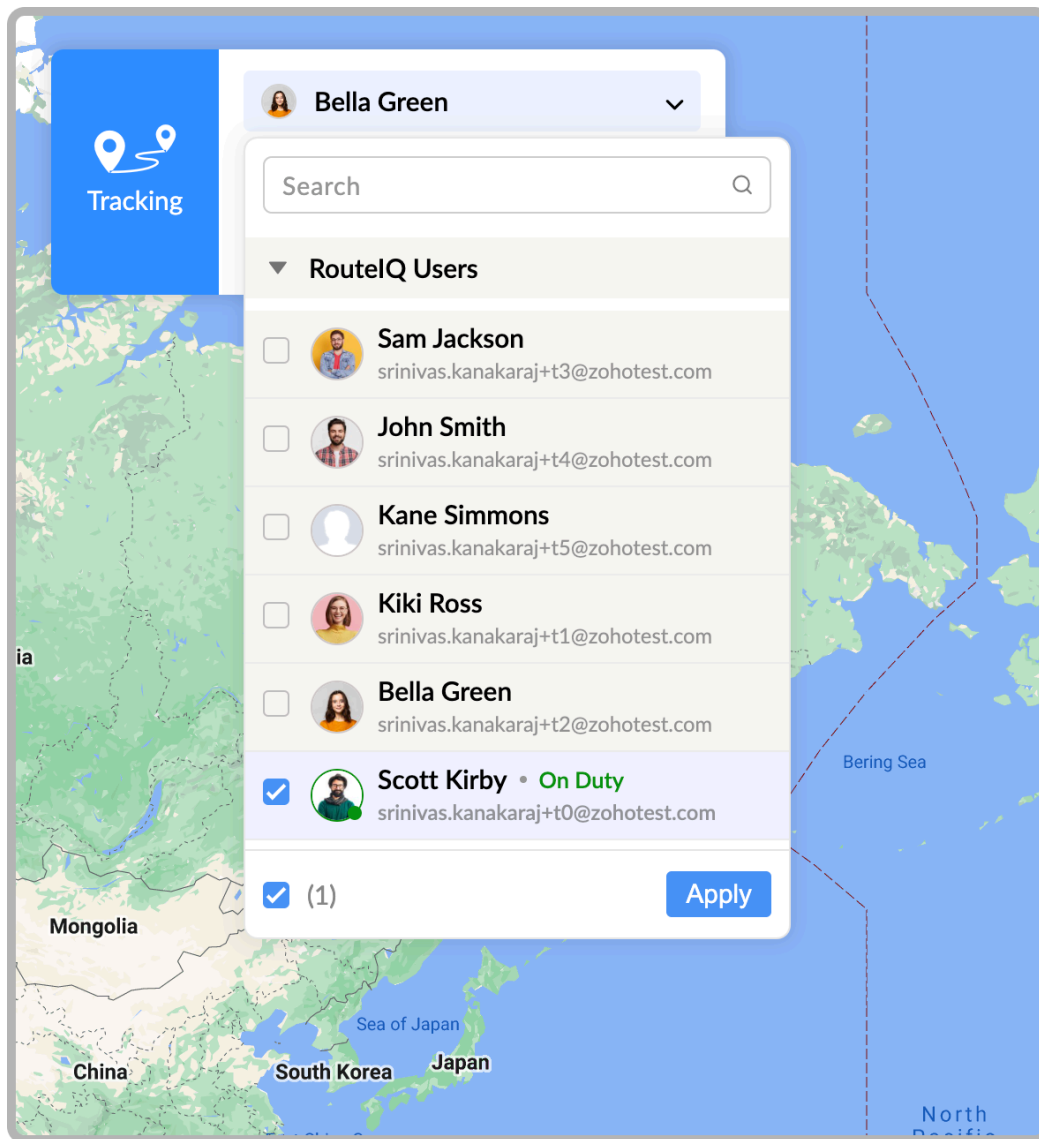 Bella Green
Tracking
Search
RouteIQ Users
Sam Jackson
srinivas.kanakaraj+t3@zohotest.com
John Smith
srinivas.kanakaraj+t4@zohotest.com
Kane Simmons
srinivas.kanakaraj+t5@zohotest.com
Kiki Ross
srinivas.kanakaraj+t1@zohotest.com
ia
Bella Green
srinivas.kanakaraj+t2@zohotest.com
Bering Sea
Scott Kirby • On Duty
srinivas.kanakaraj+t0@zohotest.com
(1)
Apply
Mongolia
Sea of Japan
Japan
China
South Korea
North
Pacific